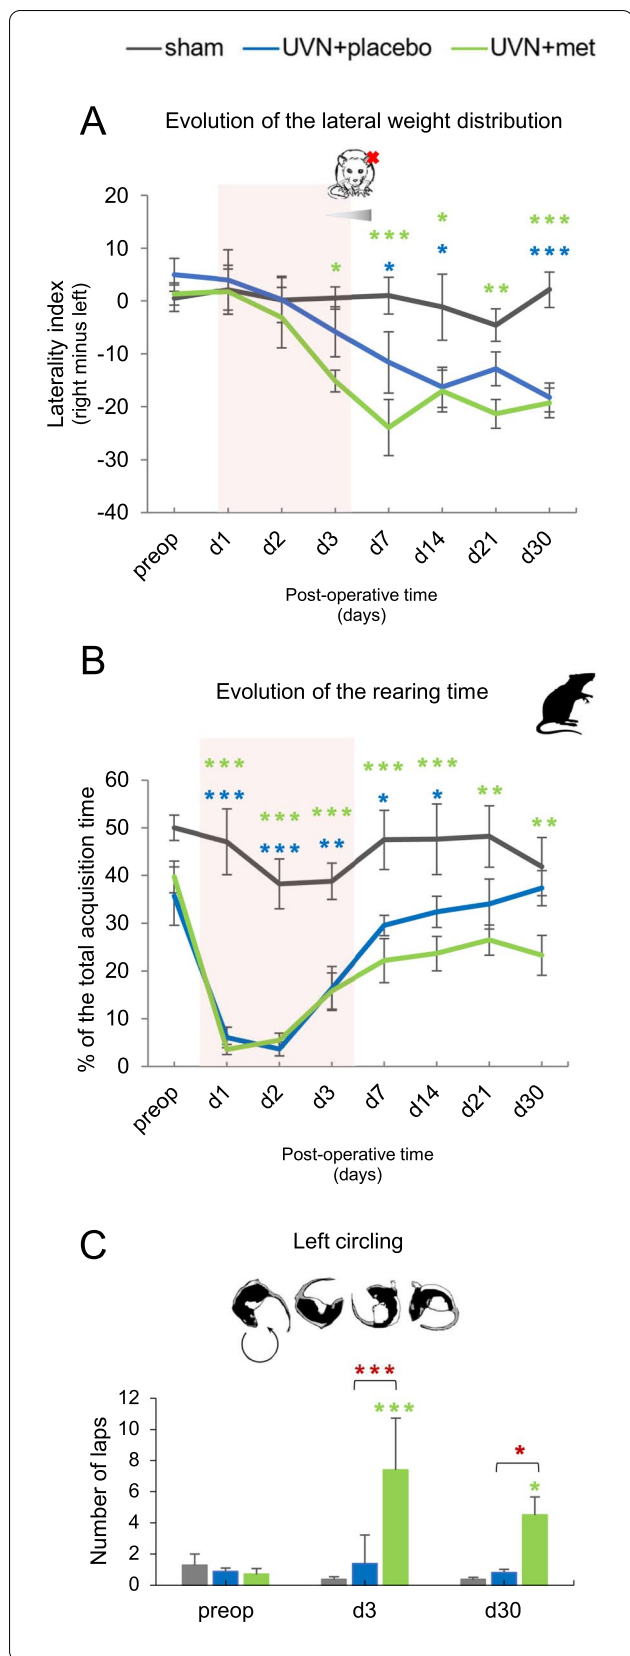 sham UVN+placebo UVN+met
A Evolution of the lateral weight distribution
Laterality index
(right minus left)
20
10
0
-10
-20
-30
-40
*
***
*
*
*
**
***
***
preop d1 d2 d3 d7 d14 d21 d30
Post-operative time
(days)
B
Evolution of the rearing time
% of the total acquisition time
60
50
40
30
20
10
0
***
***
***
***
***
**
***
*
***
*
**
**
preop d1 d2 d3 d7 d14 d21 d30
Post-operative time
(days)
C Left circling
Number of laps
12
10
8
6
4
2
0
***
***
*
*
preop d3 d30